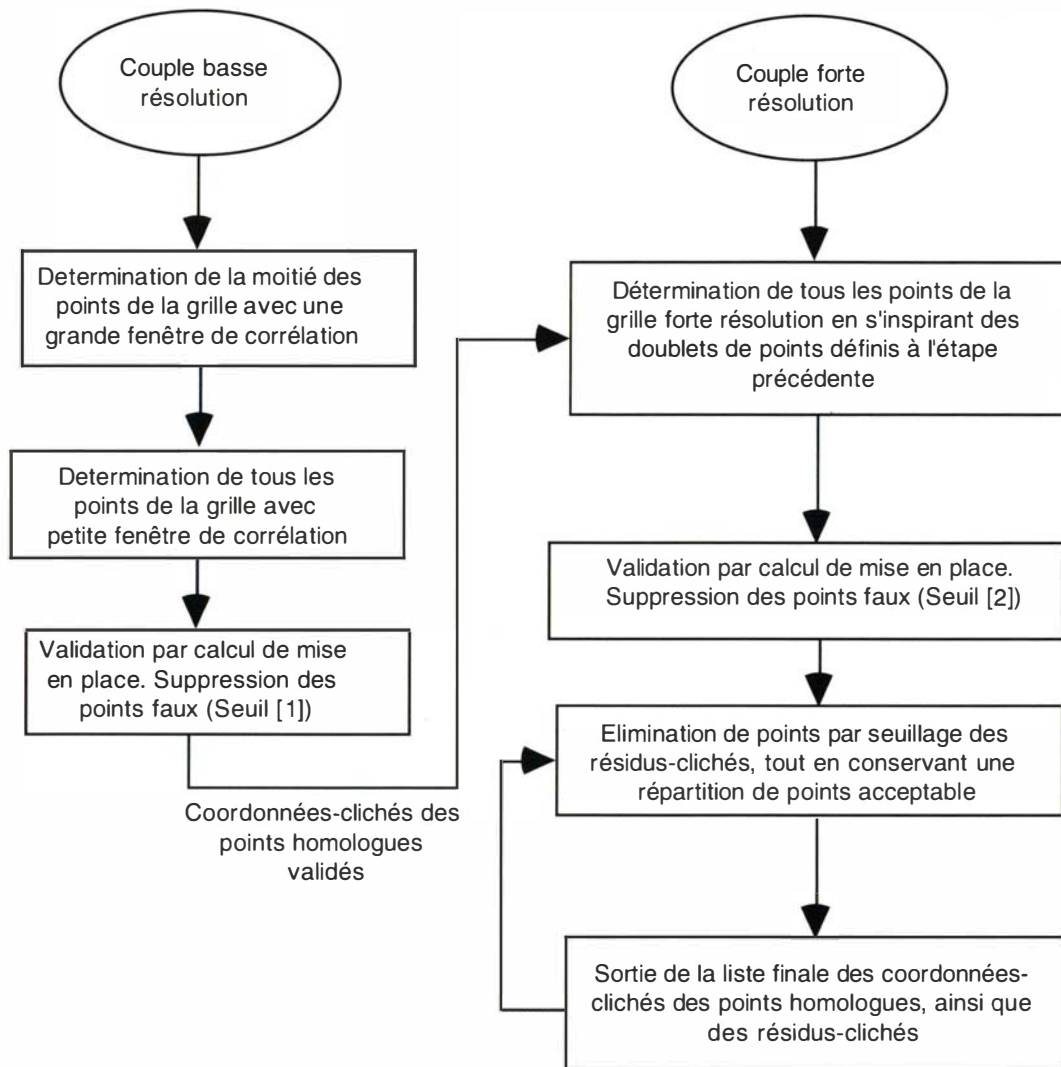 Couple basse
résolution
Determination de la moitié des
points de la grille avec une
grande fenêtre de corrélation
Determination de tous les
points de la grille avec
petite fenêtre de corrélation
Validation par calcul de mise
en place. Suppression des
points faux (Seuil [1])
Coordonnées-clichés des
points homologues
validés
Couple forte
résolution
Détermination de tous les points de la
grille forte résolution en s'inspirant des
doublets de points définis à l'étape
précédente
Validation par calcul de mise en place.
Suppression des points faux (Seuil [2])
Elimination de points par seuillage des
résidus-clichés, tout en conservant une
répartition de points acceptable
Sortie de la liste finale des coordonnées-
clichés des points homologues, ainsi que
des résidus-clichés